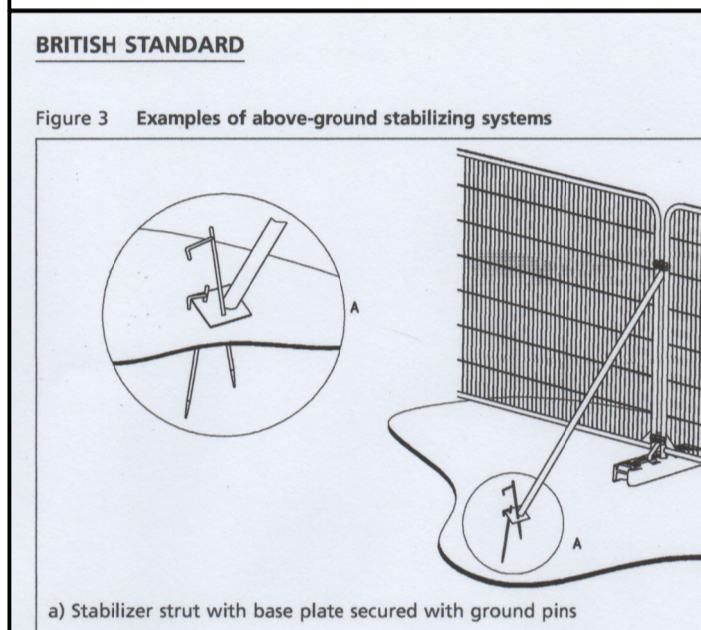 BRITISH STANDARD
Figure 3 Examples of above-ground stabilizing systems
A
A
a) Stabilizer strut with base plate secured with ground pins